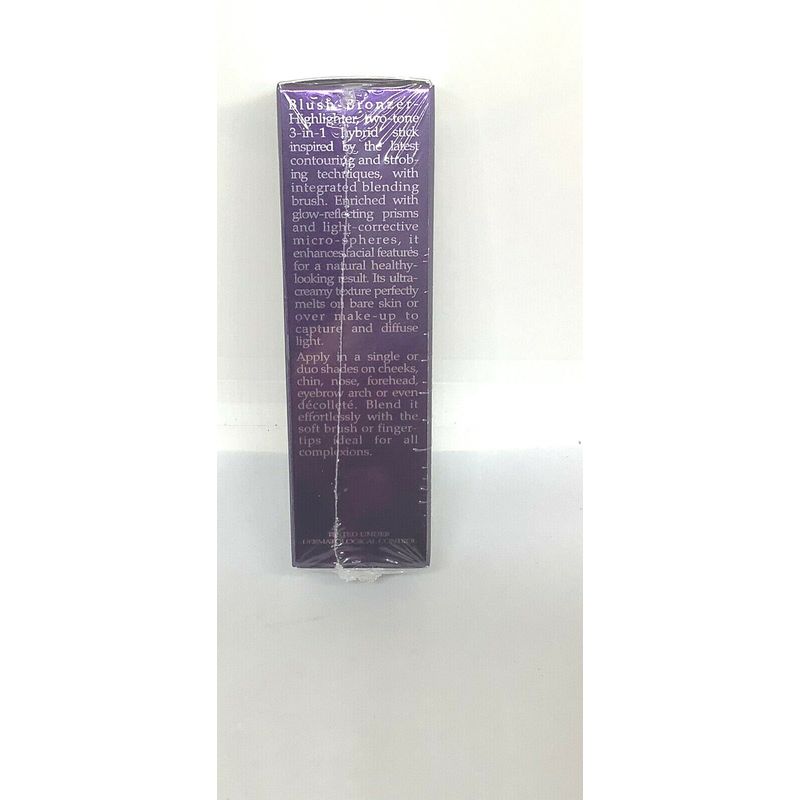 Blush-Bronzer-
Highlighter, two-tone
3-in-1 hybrid stick
inspired by the latest
contouring and strob-
ing techniques, with
integrated blending
brush. Enriched with
glow-reflecting prisms
and light-corrective
micro-spheres, it
enhances facial features
for a natural healthy-
looking result. Its ultra-
creamy texture perfectly
melts on bare skin or
over make-up to
capture and diffuse
light.
Apply in a single or
duo shades on cheeks,
chin, nose, forehead,
eyebrow arch or even
décolleté. Blend it
effortlessly with the
soft brush or finger-
tips ideal for all
complexions.
TESTED UNDER
DERMATOLOGICAL CONTROL